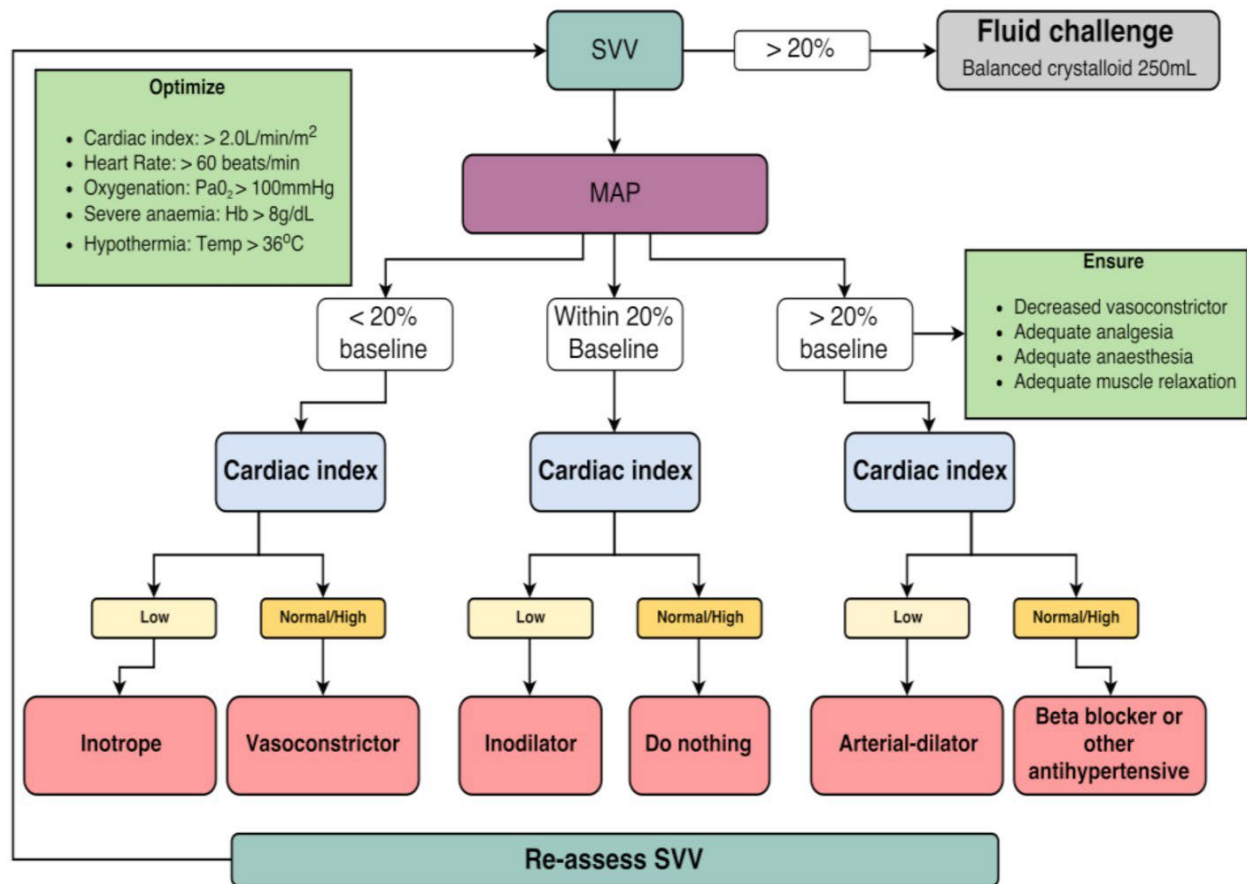 SVV
> 20%
Fluid challenge
Balanced crystalloid 250mL
Optimize
• Cardiac index: > 2.0L/min/m²
• Heart Rate: > 60 beats/min
• Oxygenation: Pa0₂ > 100mmHg
• Severe anaemia: Hb > 8g/dL
• Hypothermia: Temp > 36°C
MAP
Ensure
• Decreased vasoconstrictor
• Adequate analgesia
• Adequate anaesthesia
• Adequate muscle relaxation
< 20%
baseline
Within 20%
Baseline
> 20%
baseline
Cardiac index
Cardiac index
Cardiac index
Low
Normal/High
Low
Normal/High
Low
Normal/High
Inotrope
Vasoconstrictor
Inodilator
Do nothing
Arterial-dilator
Beta blocker or
other
antihypertensive
Re-assess SVV